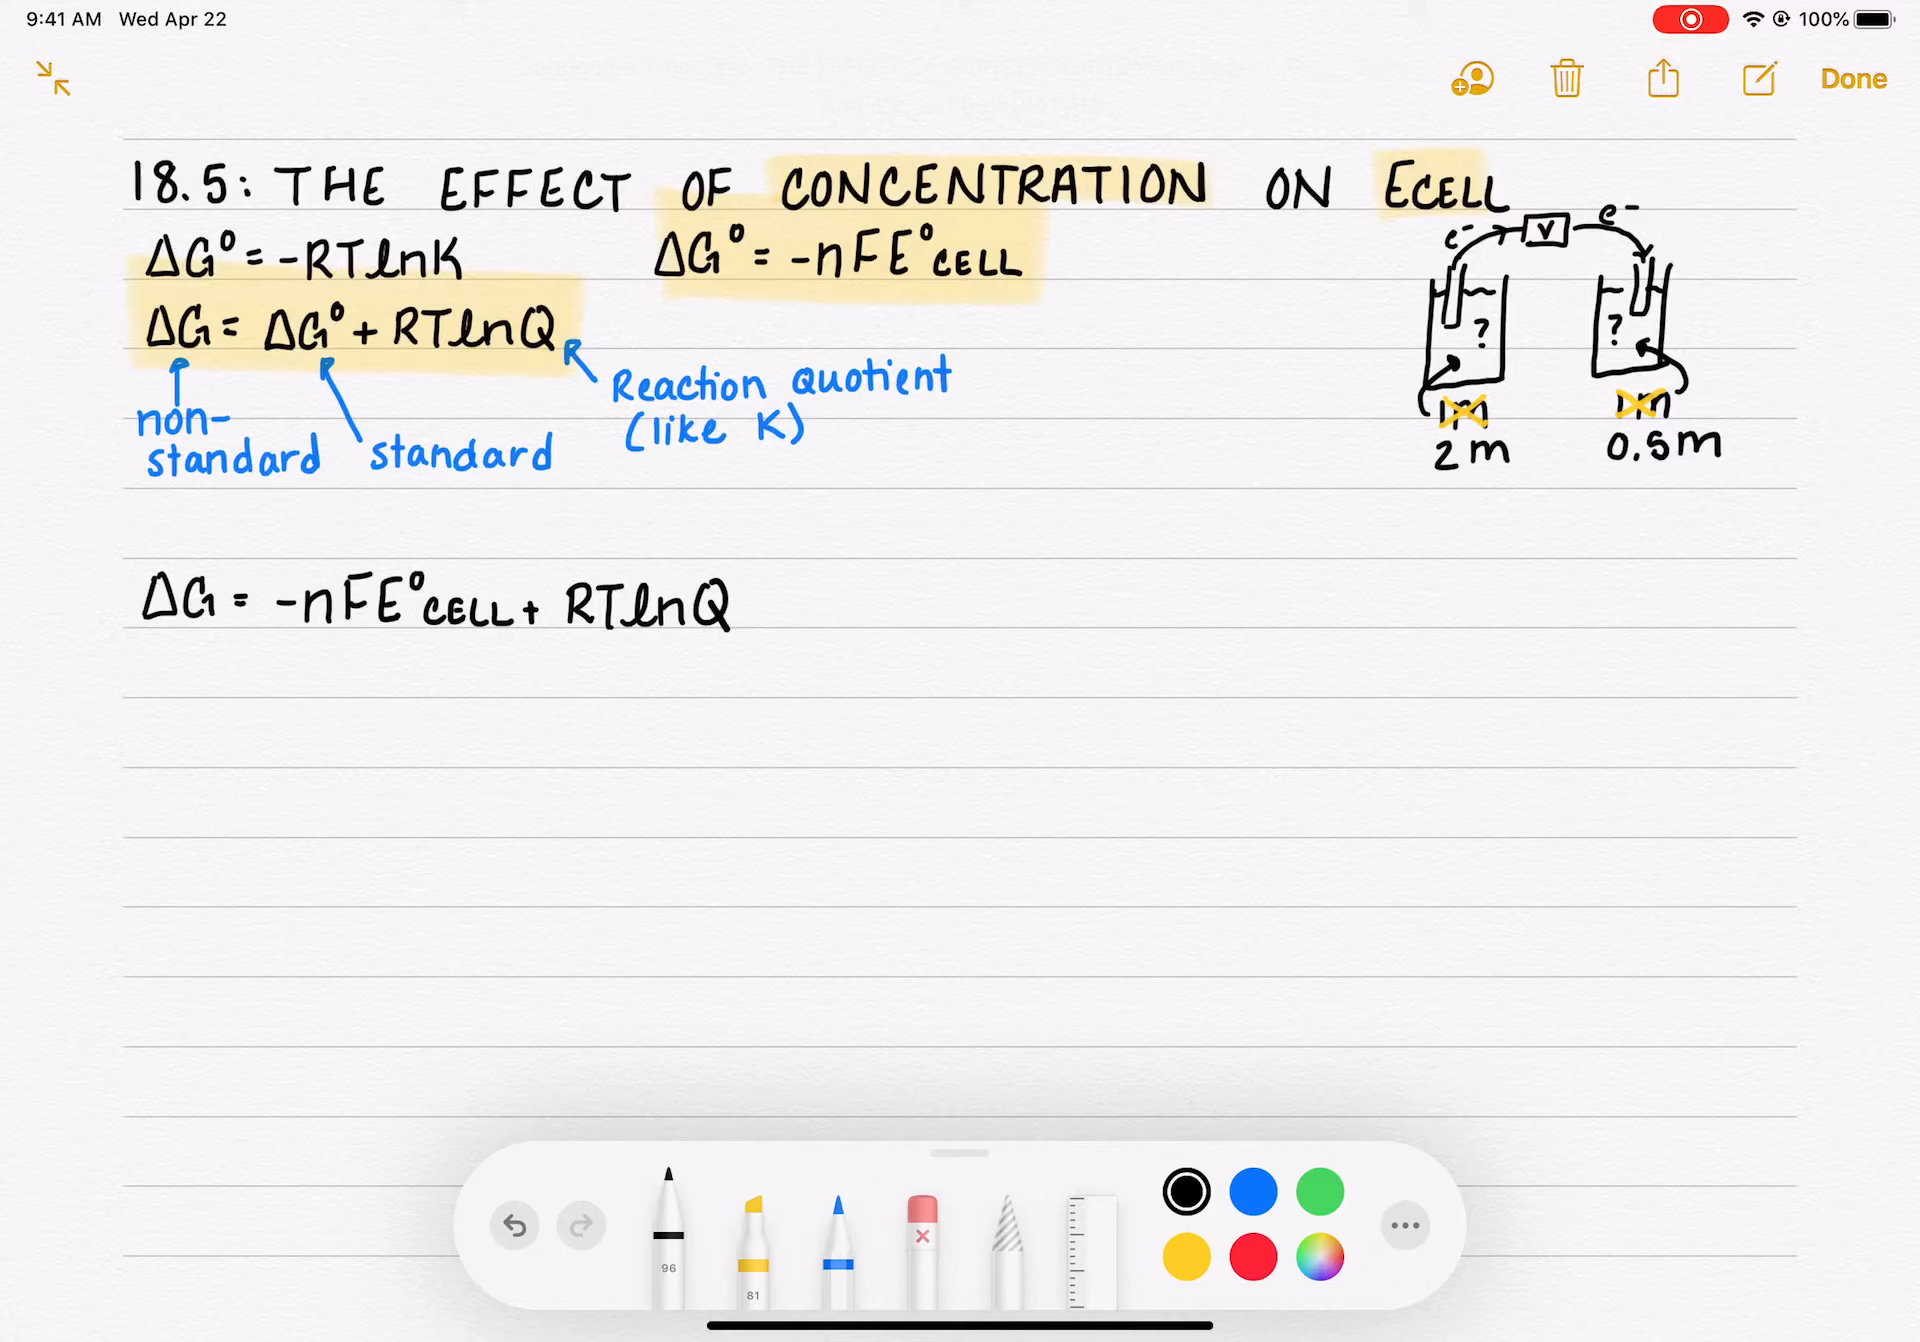 9:41 AM Wed Apr 22
100%
Done
18.5: THE EFFECT OF CONCENTRATION ON ECELL
ΔG° = -RTlnK ΔG° = -nFE°CELL
e⁻ V e⁻
ΔG = ΔG° + RTlnQ
? ?
Reaction Quotient
(like K)
non-
standard
standard
1m 1m
2m 0.5m
ΔG = -nFE°CELL + RTlnQ
96
81